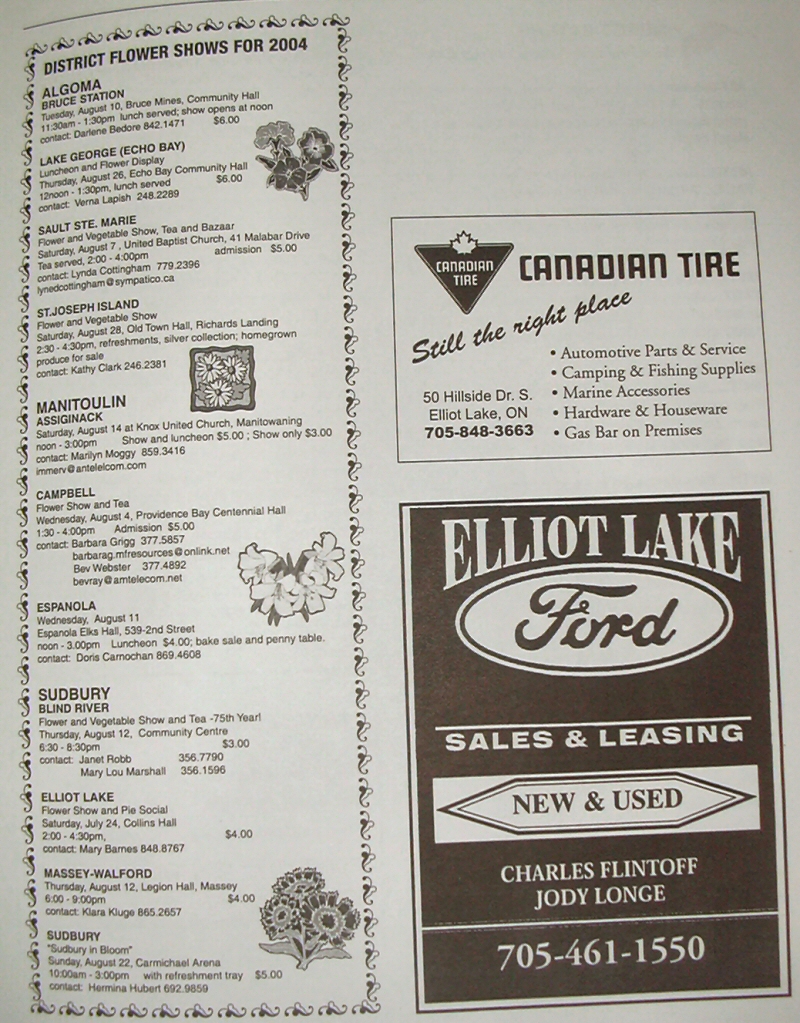 DISTRICT FLOWER SHOWS FOR 2004
ALGOMA
BRUCE STATION
Tuesday, August 10, Bruce Mines, Community Hall
11:30am - 1:30pm lunch served; show opens at noon
contact: Darlene Bedore 842.1471 $6.00
LAKE GEORGE (ECHO BAY)
Luncheon and Flower Display
Thursday, August 26, Echo Bay Community Hall
12noon - 1:30pm, lunch served $6.00
contact: Verna Lapish 248.2289
SAULT STE. MARIE
Flower and Vegetable Show, Tea and Bazaar
Saturday, August 7 , United Baptist Church, 41 Malabar Drive
Tea served, 2:00 - 4:00pm admission $5.00
contact: Lynda Cottingham 779.2396
lynedcottingham@sympatico.ca
ST.JOSEPH ISLAND
Flower and Vegetable Show
Saturday, August 28, Old Town Hall, Richards Landing
2:30 - 4:30pm, refreshments, silver collection; homegrown
produce for sale
contact: Kathy Clark 246.2381
MANITOULIN
ASSIGINACK
Saturday, August 14 at Knox United Church, Manitowaning
noon - 3:00pm Show and luncheon $5.00 ; Show only $3.00
contact: Marilyn Moggy 859.3416
immerv@antelelcom.com
CAMPBELL
Flower Show and Tea
Wednesday, August 4, Providence Bay Centennial Hall
1:30 - 4:00pm Admission $5.00
contact: Barbara Grigg 377.5857
barbarag.mfresources@onlink.net
Bev Webster 377.4892
bevray@amtelecom.net
ESPANOLA
Wednesday, August 11
Espanola Elks Hall, 539-2nd Street
noon - 3.00pm Luncheon $4.00; bake sale and penny table.
contact: Doris Carnochan 869.4608
SUDBURY
BLIND RIVER
Flower and Vegetable Show and Tea -75th Year!
Thursday, August 12, Community Centre
6:30 - 8:30pm $3.00
contact: Janet Robb 356.7790
Mary Lou Marshall 356.1596
ELLIOT LAKE
Flower Show and Pie Social
Saturday, July 24, Collins Hall
2:00 - 4:30pm, $4.00
contact: Mary Barnes 848.8767
MASSEY-WALFORD
Thursday, August 12, Legion Hall, Massey
6:00 - 9:00pm $4.00
contact: Klara Kluge 865.2657
SUDBURY
"Sudbury in Bloom"
Sunday, August 22, Carmichael Arena
10:00am - 3:00pm with refreshment tray $5.00
contact: Hermina Hubert 692.9859
CANADIAN
TIRE
CANADIAN TIRE
Still the right place
50 Hillside Dr. S.
Elliot Lake, ON
705-848-3663
• Automotive Parts & Service
• Camping & Fishing Supplies
• Marine Accessories
• Hardware & Houseware
• Gas Bar on Premises
ELLIOT LAKE
Ford
SALES & LEASING
NEW & USED
CHARLES FLINTOFF
JODY LONGE
705-461-1550